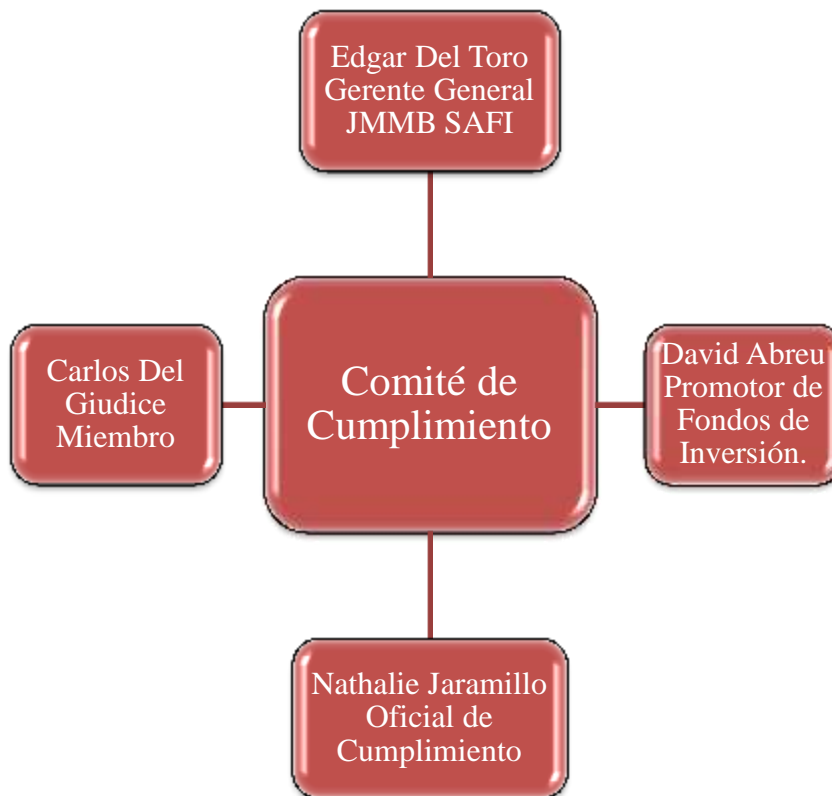 Edgar Del Toro
Gerente General
JMMB SAFI
Carlos Del
Giudice
Miembro
Comité de
Cumplimiento
David Abreu
Promotor de
Fondos de
Inversión.
Nathalie Jaramillo
Oficial de
Cumplimiento